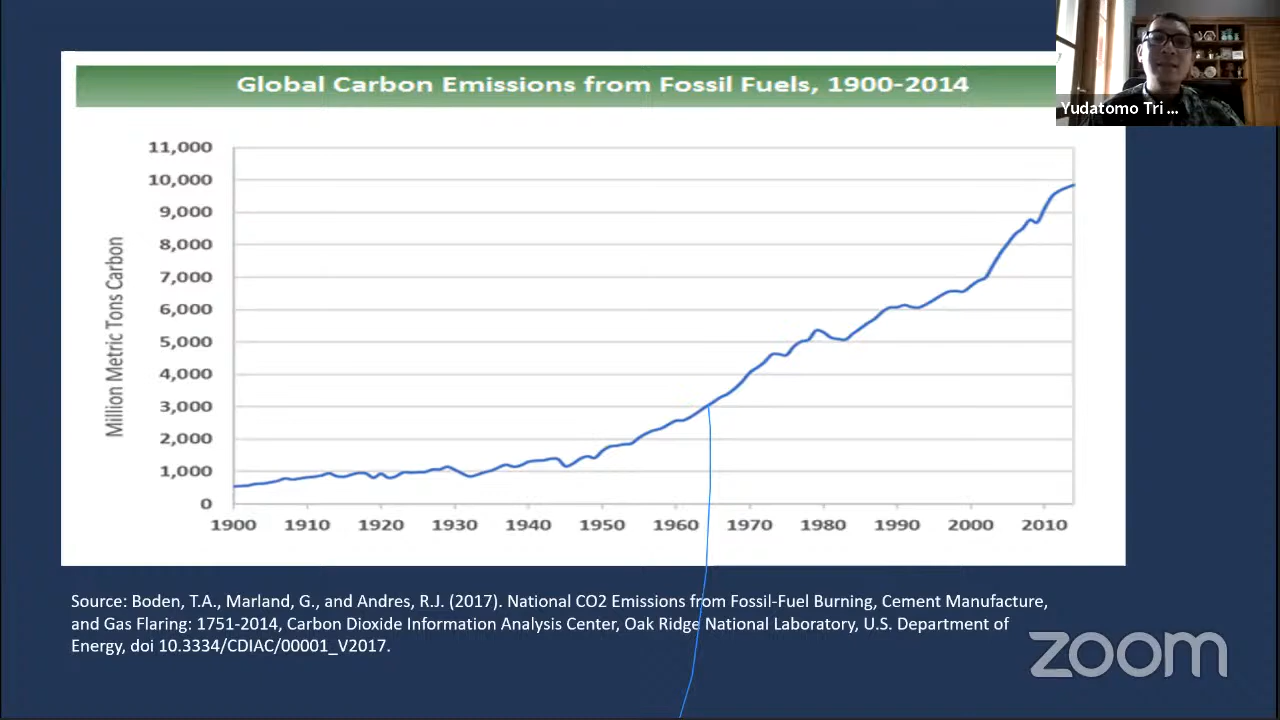 Global Carbon Emissions from Fossil Fuels, 1900-2014
Yudatomo Tri ...
11,000
10,000
9,000
8,000
7,000
6,000
5,000
4,000
3,000
2,000
1,000
0
Million Metric Tons Carbon
1900 1910 1920 1930 1940 1950 1960 1970 1980 1990 2000 2010
Source: Boden, T.A., Marland, G., and Andres, R.J. (2017). National CO2 Emissions from Fossil-Fuel Burning, Cement Manufacture,
and Gas Flaring: 1751-2014, Carbon Dioxide Information Analysis Center, Oak Ridge National Laboratory, U.S. Department of
Energy, doi 10.3334/CDIAC/00001_V2017.
zoom